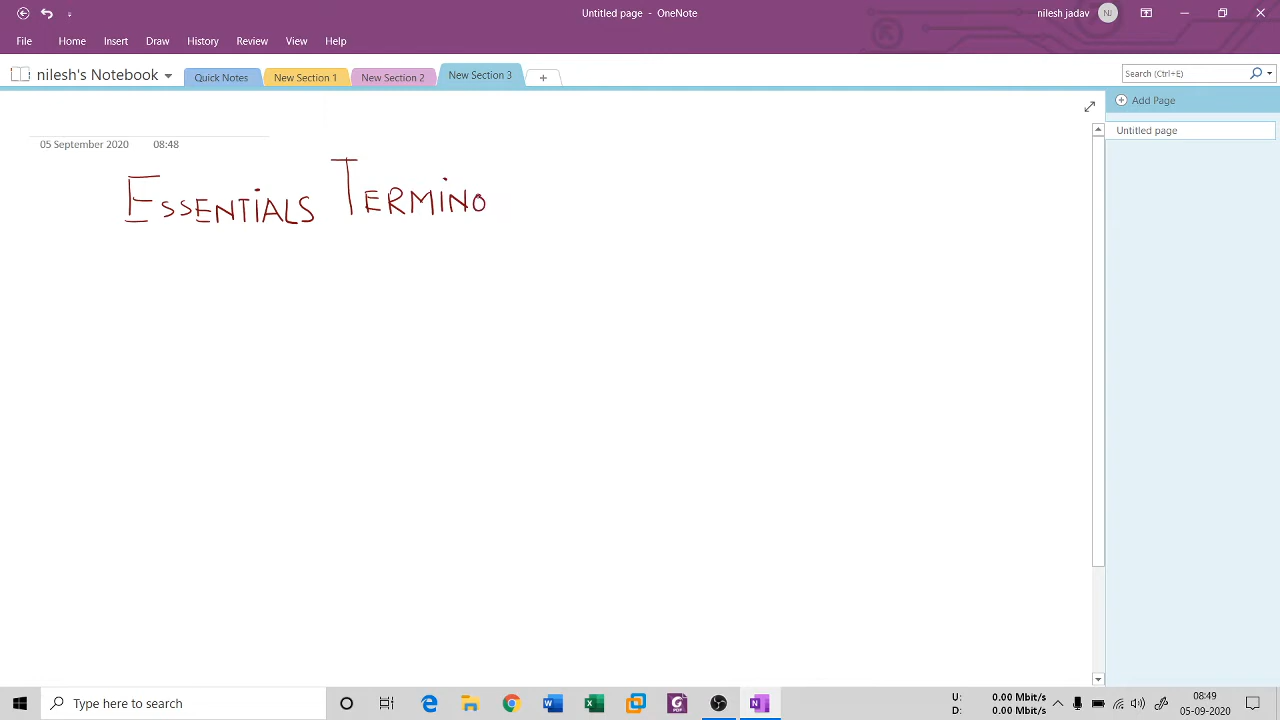 Untitled page - OneNote
nilesh jadav NJ
File Home Insert Draw History Review View Help
nilesh's Notebook Quick Notes New Section 1 New Section 2 New Section 3 +
Search (Ctrl+E)
Add Page
Untitled page
05 September 2020 08:48
ESSENTIALS TERMINO
Type here to search
U: 0.00 Mbit/s
D: 0.00 Mbit/s
08:49
05-09-2020